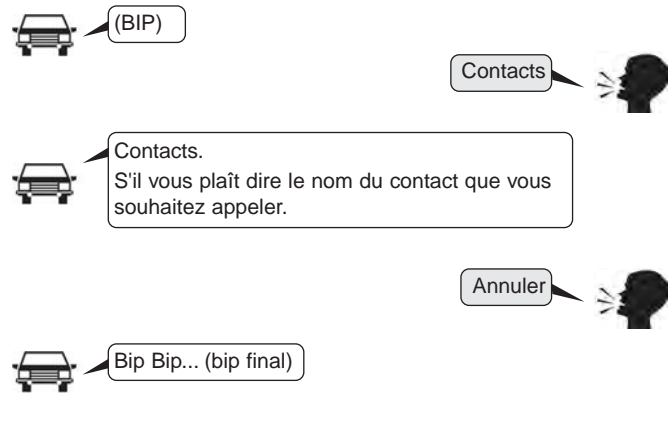 (BIP)
Contacts
Contacts.
S'il vous plaît dire le nom du contact que vous
souhaitez appeler.
Annuler
Bip Bip... (bip final)